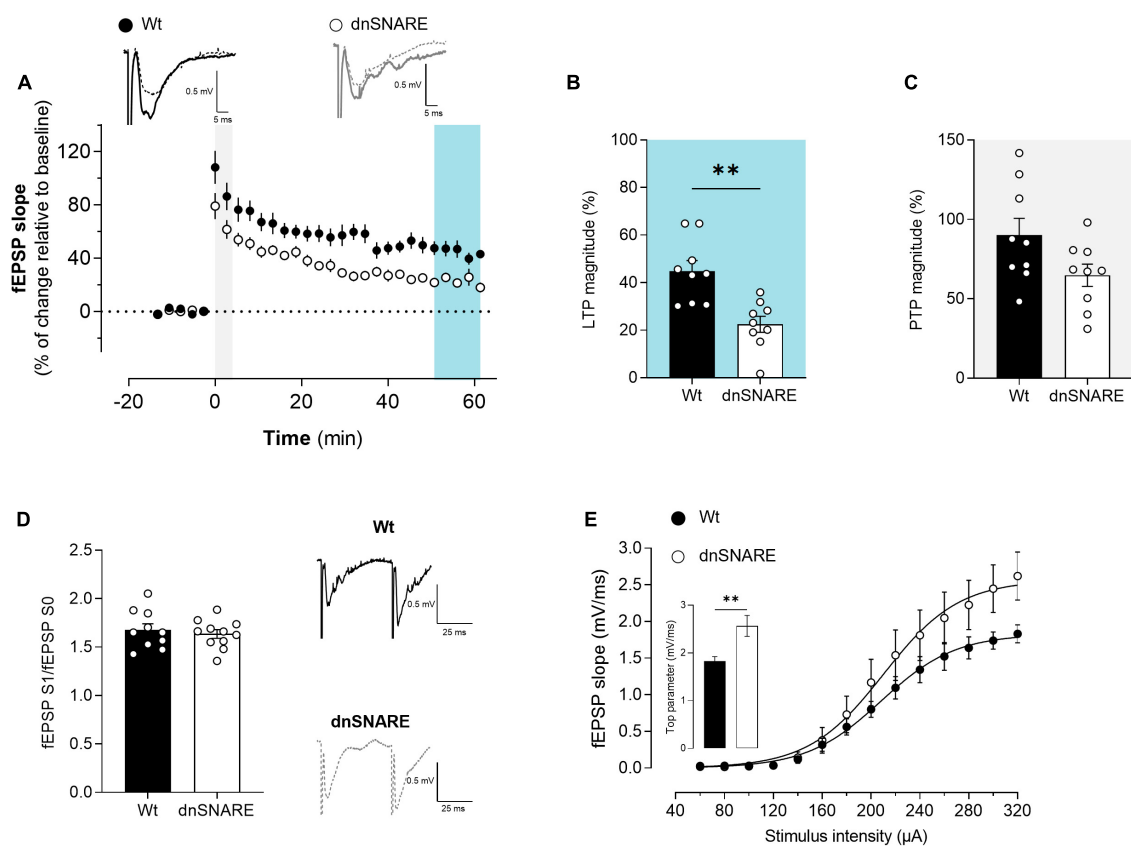 Wt
dnSNARE
A
0.5 mV
5 ms
0.5 mV
5 ms
fEPSP slope
(% of change relative to baseline)
120
80
40
0
-20
0
20
40
60
Time (min)
B
LTP magnitude (%)
100
80
60
40
20
0
**
Wt
dnSNARE
C
PTP magnitude (%)
150
100
50
0
Wt
dnSNARE
D
fEPSP S1/fEPSP S0
2.5
2.0
1.5
1.0
0.5
0.0
Wt
dnSNARE
Wt
0.5 mV
25 ms
dnSNARE
0.5 mV
25 ms
E
Wt
dnSNARE
fEPSP slope (mV/ms)
3.0
2.5
2.0
1.5
1.0
0.5
0.0
Top parameter (mV/ms)
3
2
1
0
**
40
80
120
160
200
240
280
320
Stimulus intensity (μA)